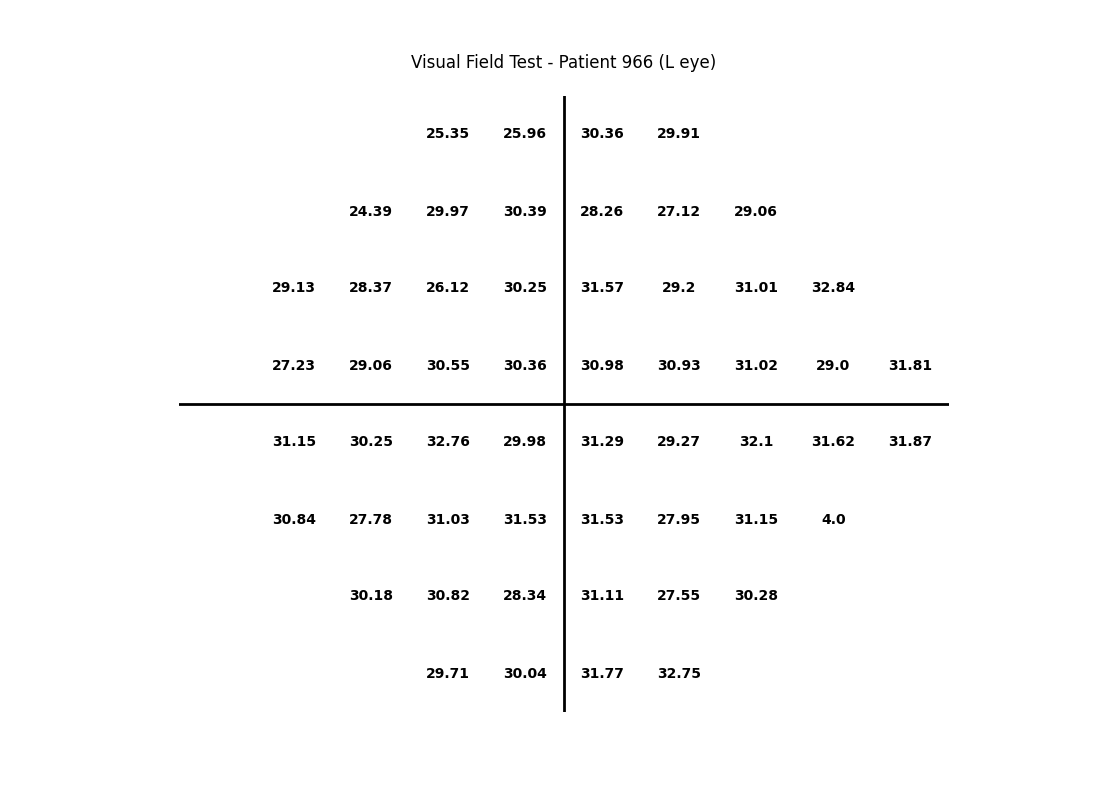 Visual Field Test - Patient 966 (L eye)
25.35 25.96 30.36 29.91
24.39 29.97 30.39 28.26 27.12 29.06
29.13 28.37 26.12 30.25 31.57 29.2 31.01 32.84
27.23 29.06 30.55 30.36 30.98 30.93 31.02 29.0 31.81
31.15 30.25 32.76 29.98 31.29 29.27 32.1 31.62 31.87
30.84 27.78 31.03 31.53 31.53 27.95 31.15 4.0
30.18 30.82 28.34 31.11 27.55 30.28
29.71 30.04 31.77 32.75